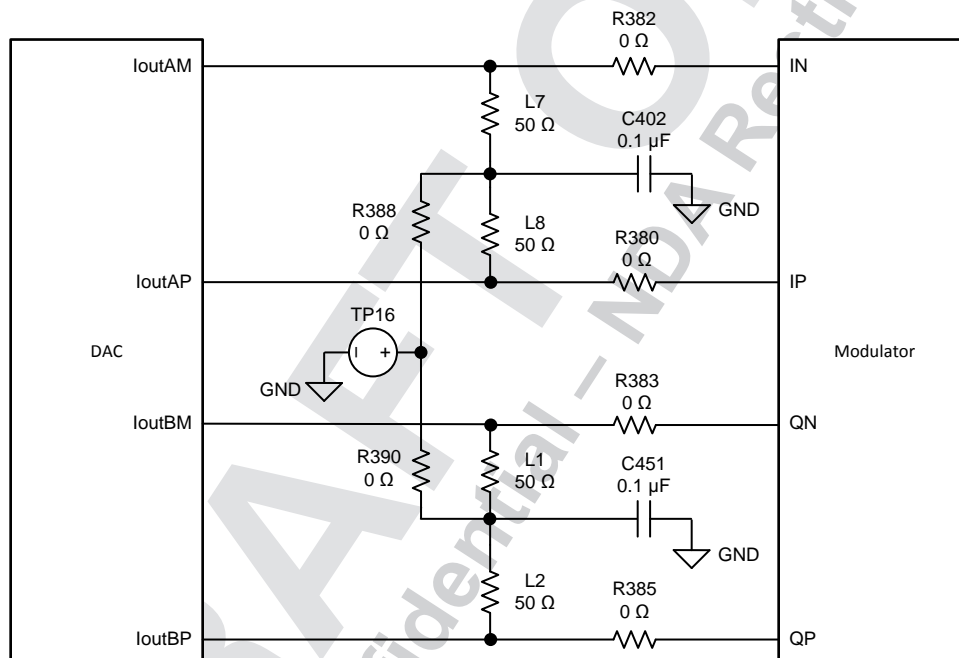 R382
0 Ω
IoutAM
IN
L7
50 Ω
C402
0.1 µF
R388
0 Ω
GND
L8
50 Ω
R380
0 Ω
IoutAP
IP
TP16
- +
DAC
Modulator
GND
R383
0 Ω
IoutBM
QN
R390
0 Ω
L1
50 Ω
C451
0.1 µF
GND
L2
50 Ω
R385
0 Ω
IoutBP
QP
NDA